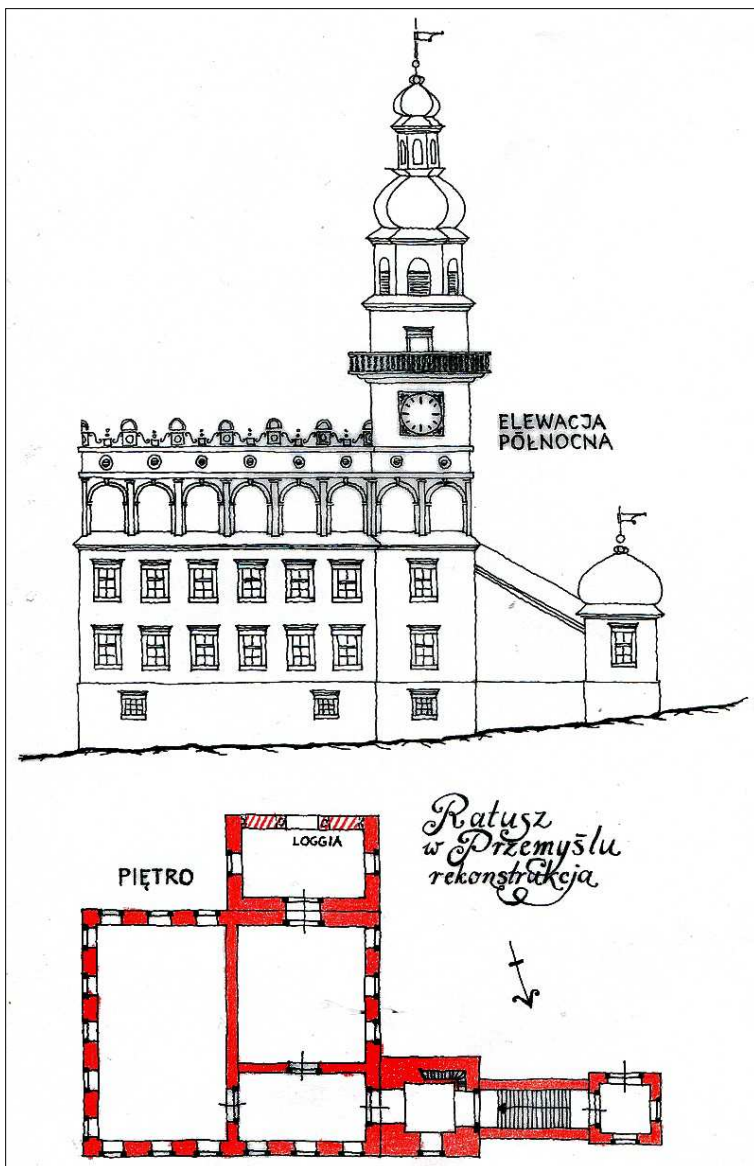 ELEWACJA
PÓŁNOCNA
Ratusz
w Przemyślu
rekonstrukcja
LOGGIA
PIĘTRO